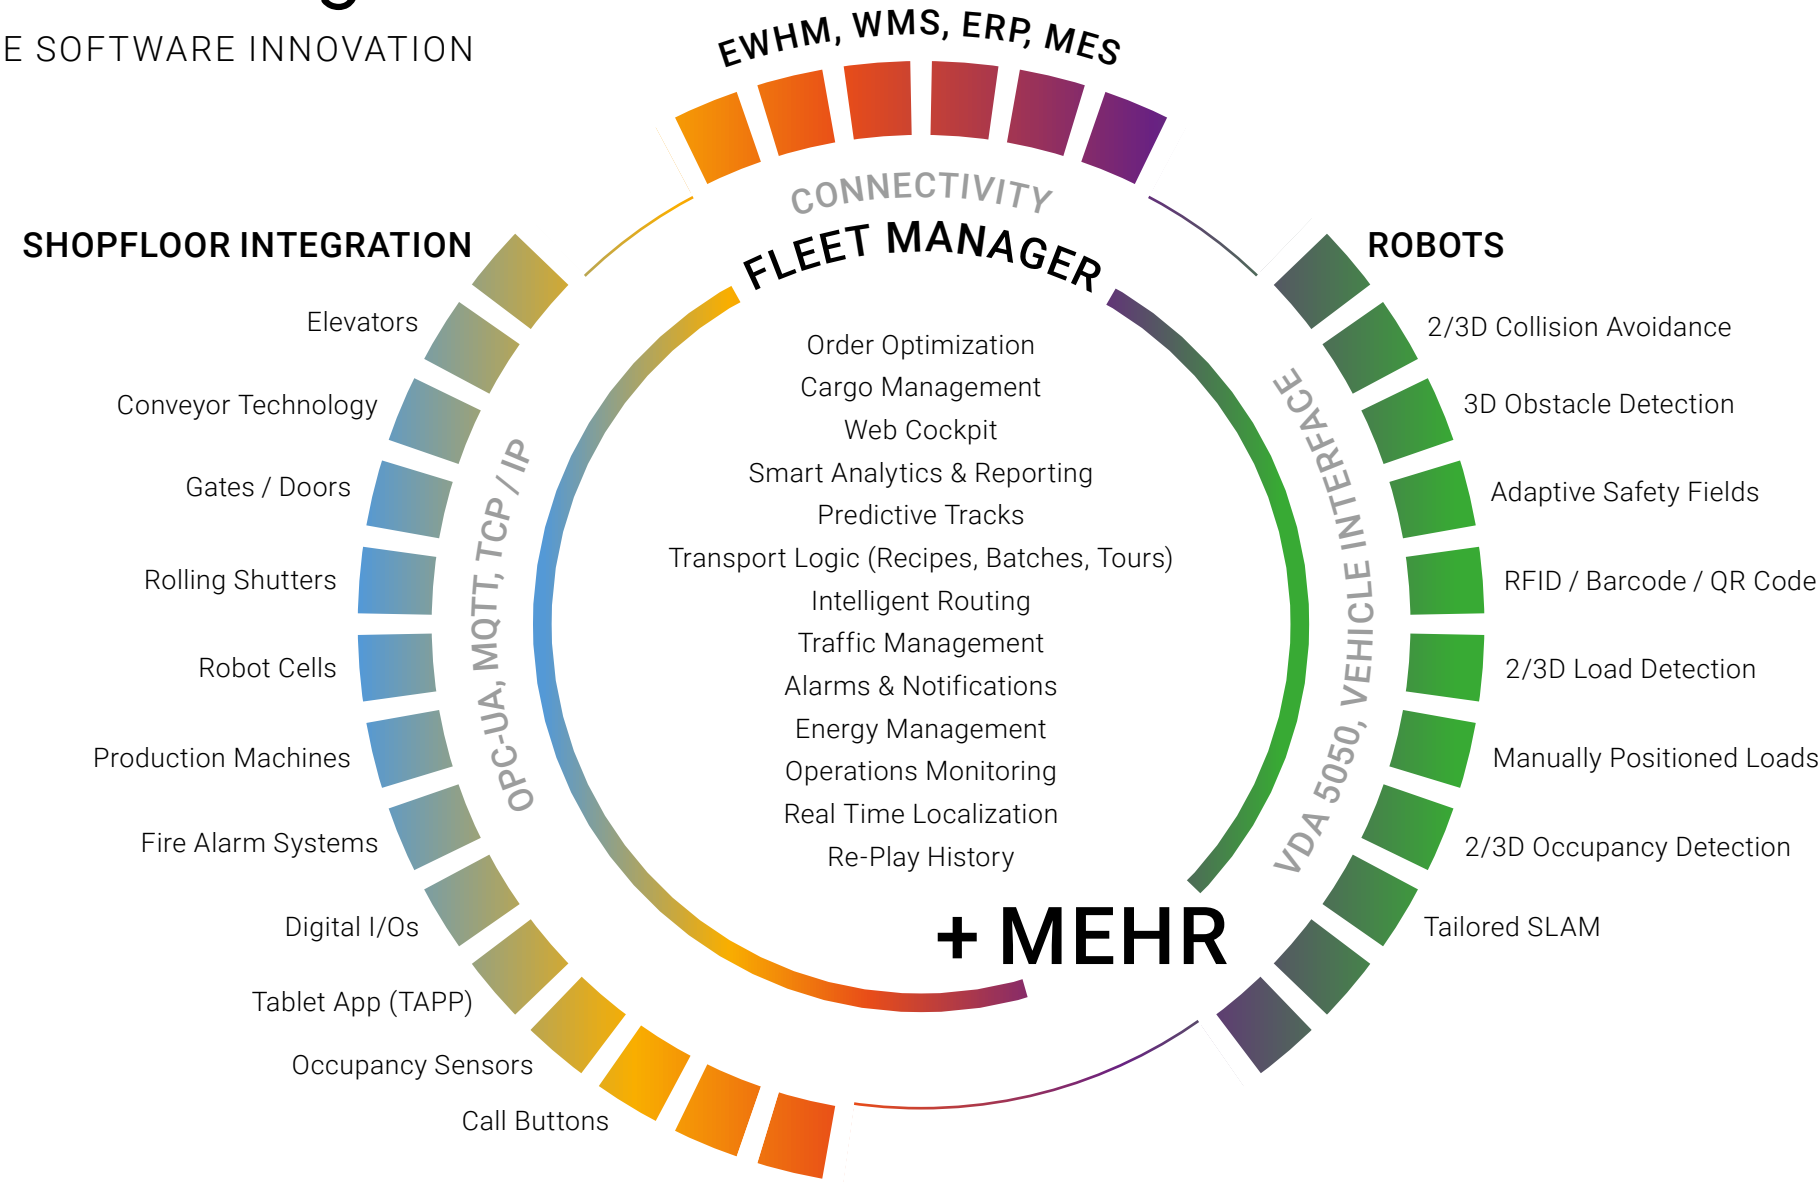 E SOFTWARE INNOVATION
EWHM, WMS, ERP, MES
CONNECTIVITY
FLEET MANAGER
SHOPFLOOR INTEGRATION
Elevators
Conveyor Technology
Gates / Doors
Rolling Shutters
Robot Cells
Production Machines
Fire Alarm Systems
Digital I/Os
Tablet App (TAPP)
Occupancy Sensors
Call Buttons
OPC-UA, MQTT, TCP / IP
Order Optimization
Cargo Management
Web Cockpit
Smart Analytics & Reporting
Predictive Tracks
Transport Logic (Recipes, Batches, Tours)
Intelligent Routing
Traffic Management
Alarms & Notifications
Energy Management
Operations Monitoring
Real Time Localization
Re-Play History
+ MEHR
VDA 5050, VEHICLE INTERFACE
ROBOTS
2/3D Collision Avoidance
3D Obstacle Detection
Adaptive Safety Fields
RFID / Barcode / QR Code
2/3D Load Detection
Manually Positioned Loads
2/3D Occupancy Detection
Tailored SLAM